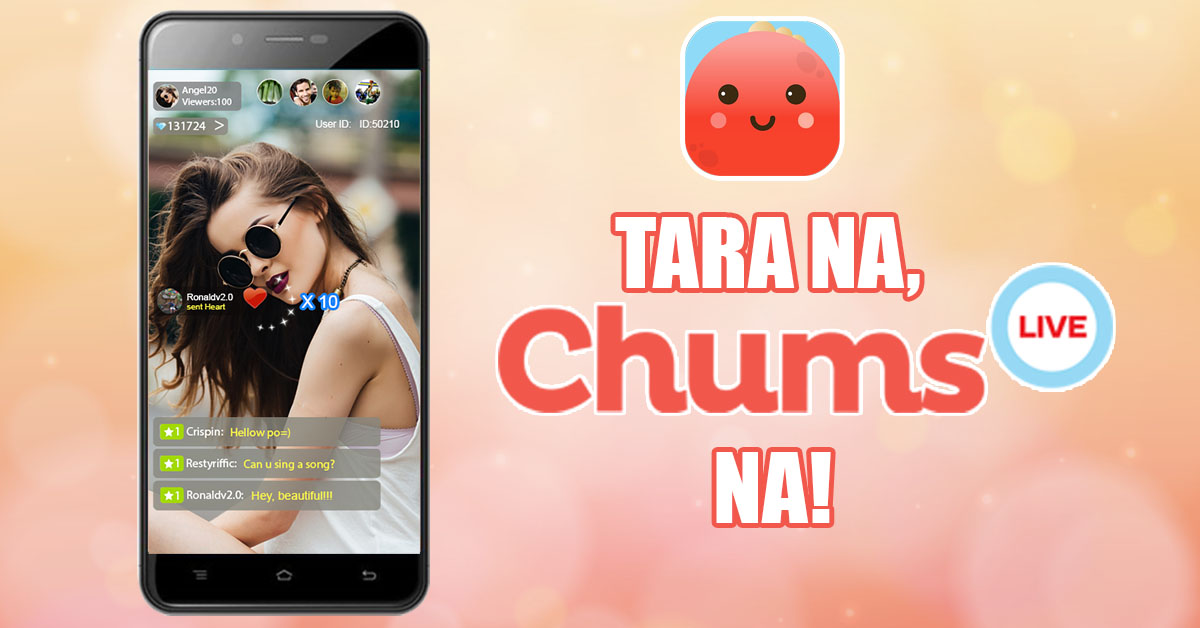 Angel20
Viewers:100
131724 >
User ID: ID:50210
Ronaldv2.0
sent Heart
X 10
★1 Crispin: Hellow po=)
★1 Restyriffic: Can u sing a song?
★1 Ronaldv2.0: Hey, beautiful!!!
TARA NA,
Chums
LIVE
NA!